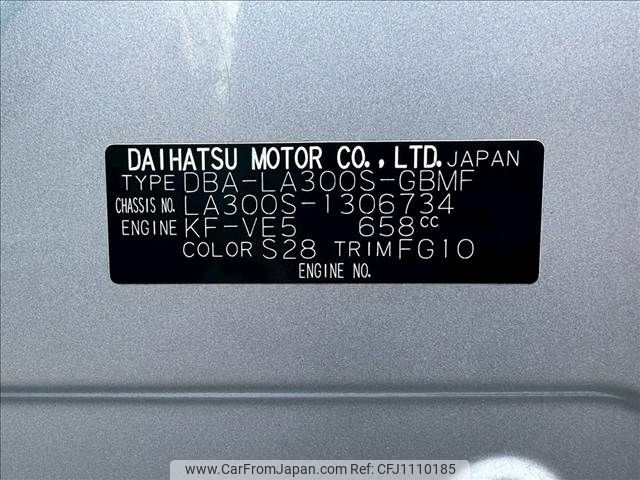 DAIHATSU MOTOR CO., LTD. JAPAN
TYPE DBA-LA300S-GBMF
CHASSIS NO. LA300S-1306734
ENGINE KF-VE5 658cc
COLOR S28 TRIM FG10
ENGINE NO.
www.CarFromJapan.com Ref:CFJ1110185